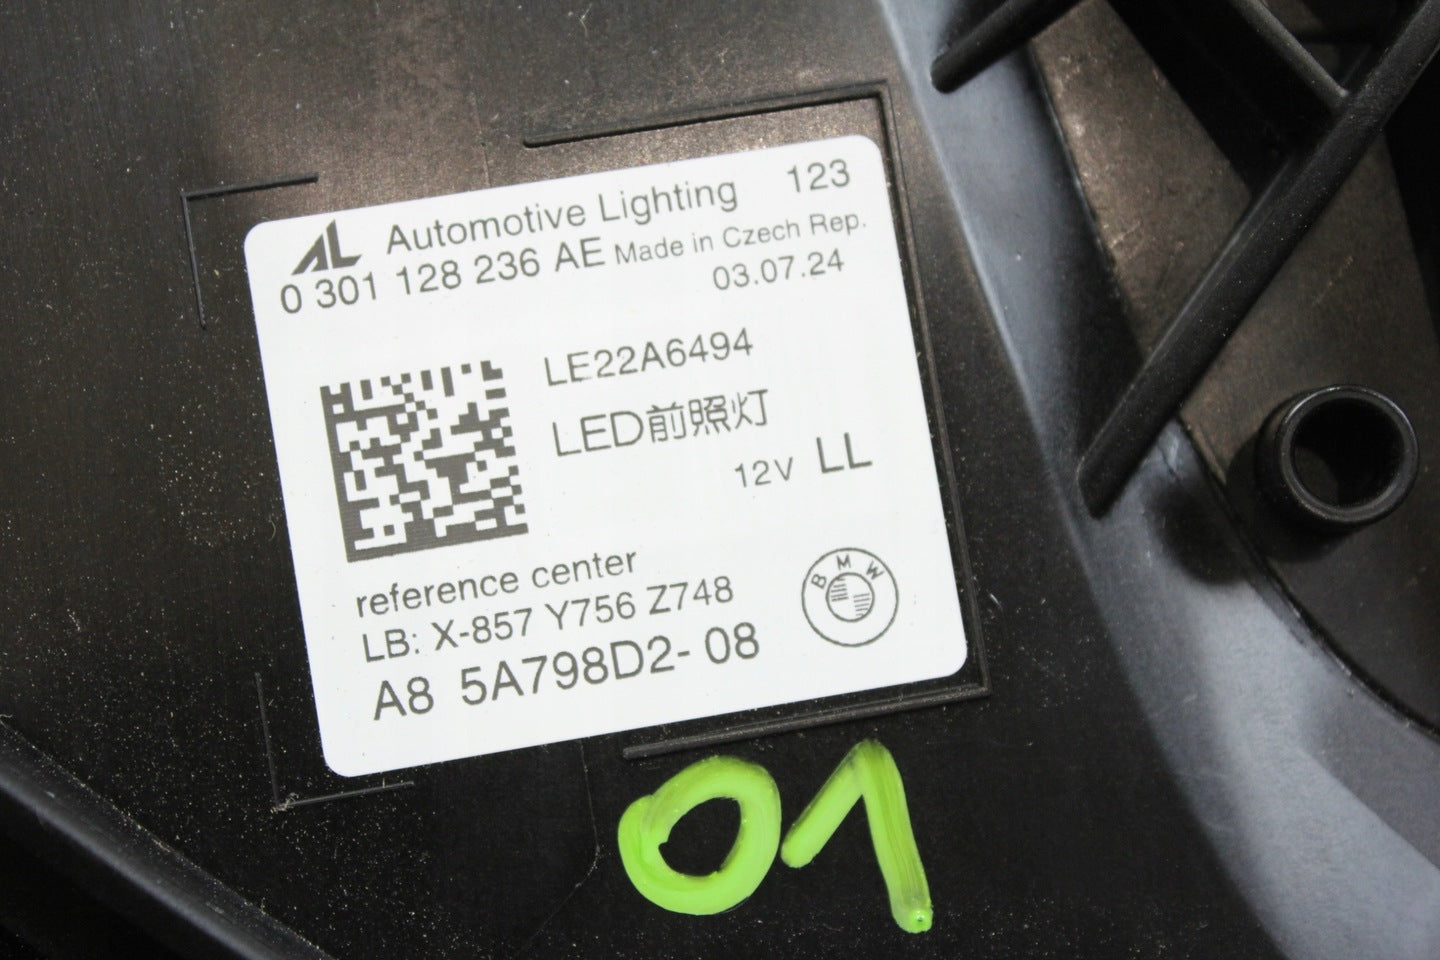 AL Automotive Lighting 123
0 301 128 236 AE Made in Czech Rep.
03.07.24
LE22A6494
LED前照灯
12V LL
reference center
LB: X-857 Y756 Z748
A8 5A798D2-08
BMW
01